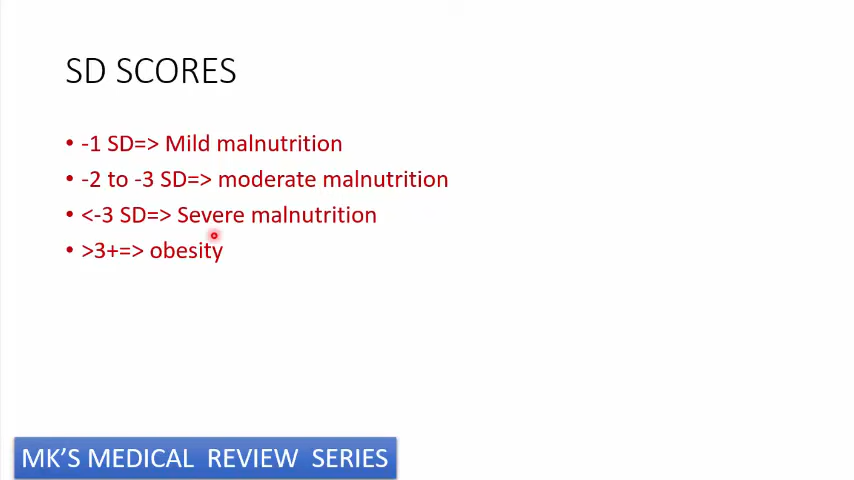 SD SCORES
• -1 SD=> Mild malnutrition
• -2 to -3 SD=> moderate malnutrition
• <-3 SD=> Severe malnutrition
• >3+=> obesity
MK'S MEDICAL REVIEW SERIES